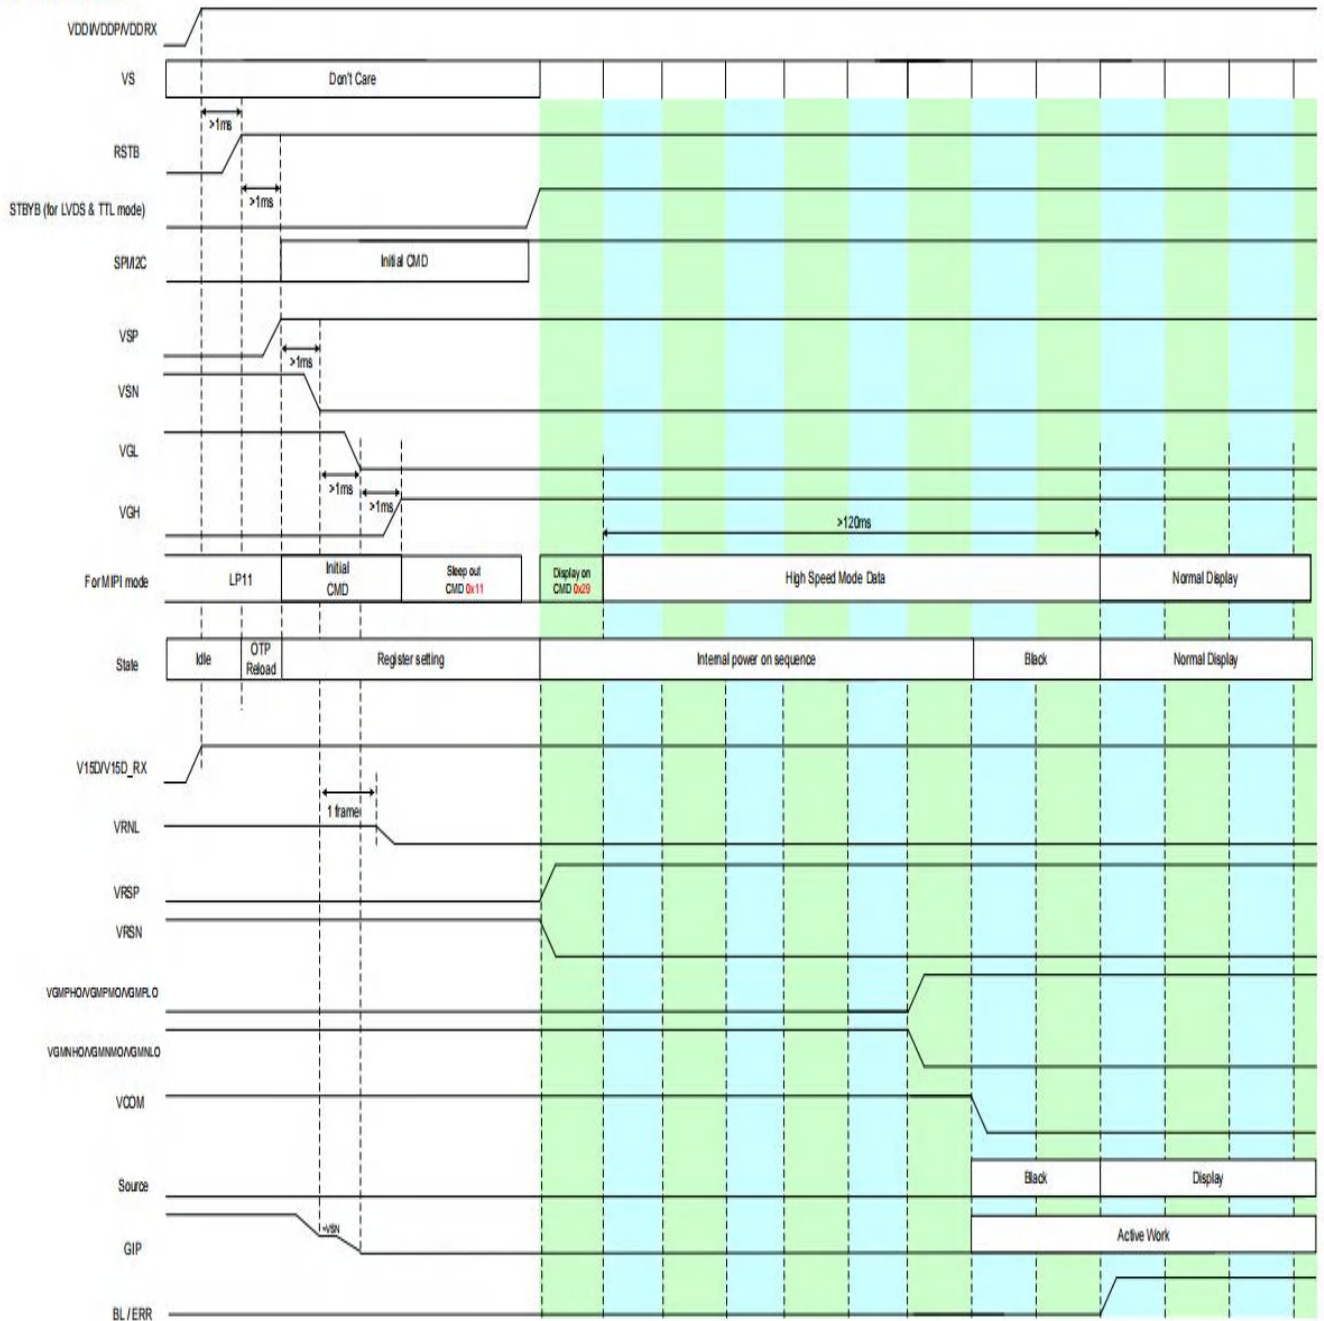 VDDI/VDDP/VDDRX
VS
Don't Care
>1ms
RSTB
>1ms
STBYB (for LVDS & TTL mode)
SPI/I2C
Initial CMD
VSP
>1ms
VSN
VGL
>1ms
>1ms
VGH
>120ms
For MIPI mode
LP11
Initial
CMD
Sleep out
CMD 0x11
Display on
CMD 0x29
High Speed Mode Data
Normal Display
State
Idle
OTP
Reload
Register setting
Internal power on sequence
Black
Normal Display
V15D/V15D_RX
1 frame
VRNL
VRSP
VRSN
VGMPHO/VGMPMO/VGMPLO
VGMNHO/VGMNMO/VGMNLO
VCOM
Source
Black
Display
=VSN
GIP
Active Work
BL / ERR